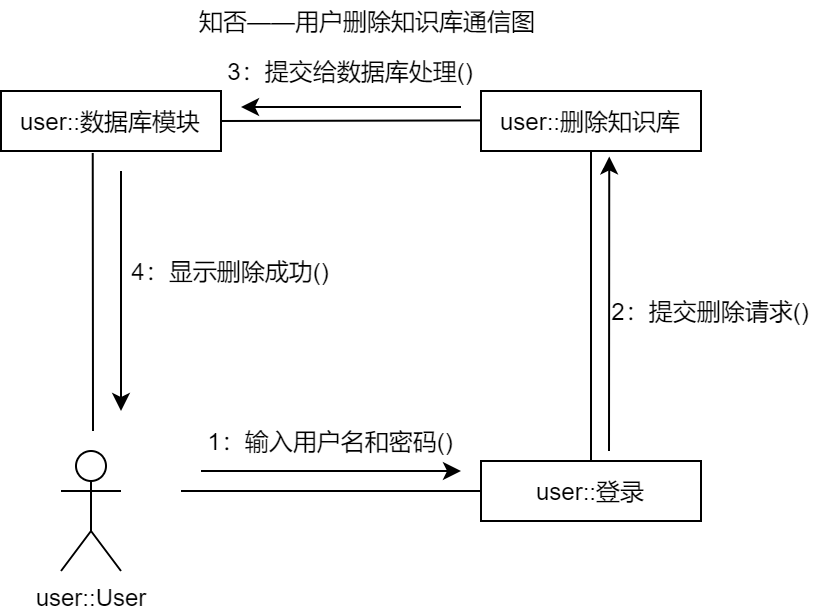 知否——用户删除知识库通信图
3：提交给数据库处理()
user::数据库模块
user::删除知识库
4：显示删除成功()
2：提交删除请求()
1：输入用户名和密码()
user::登录
user::User